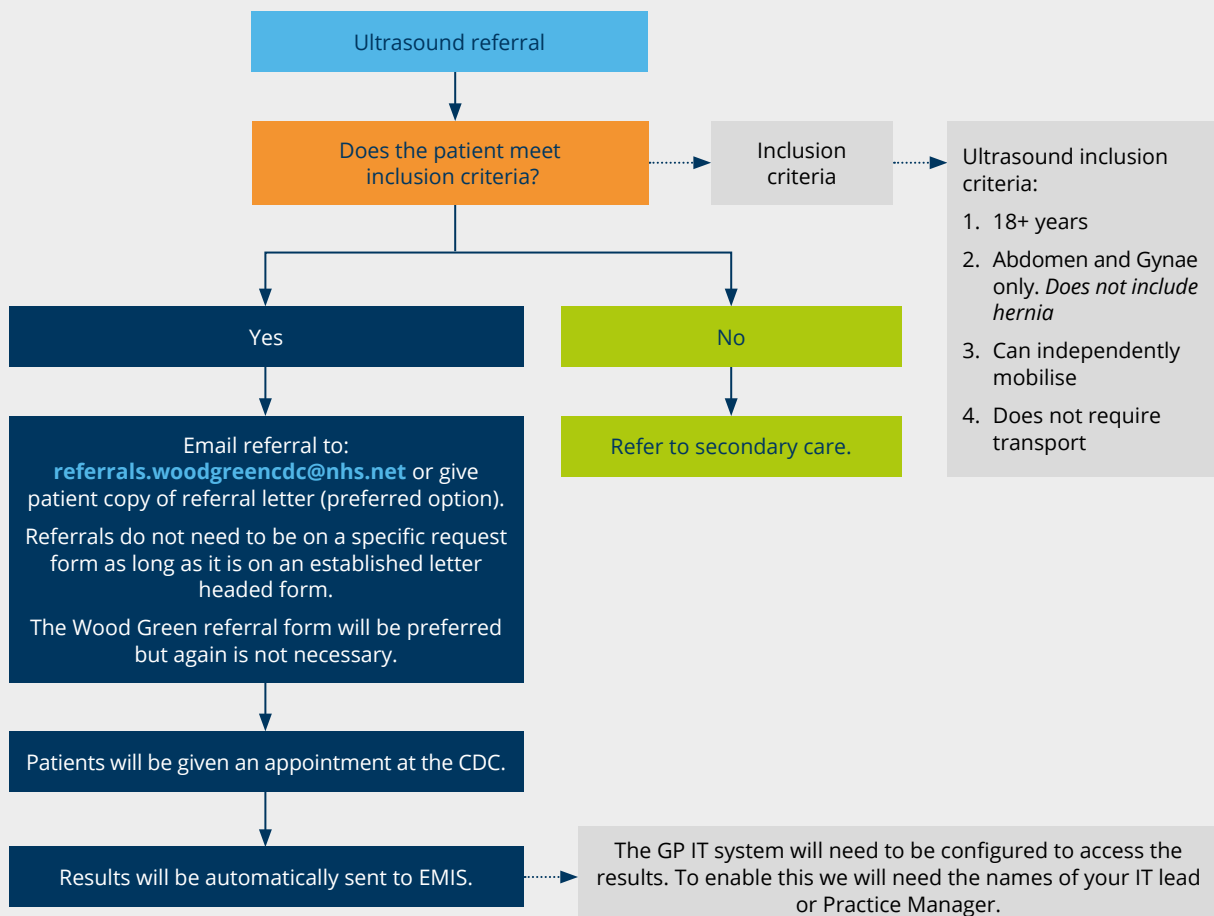 Ultrasound referral
Does the patient meet
inclusion criteria?
Inclusion
criteria
Ultrasound inclusion
criteria:
1. 18+ years
2. Abdomen and Gynae
only. Does not include
hernia
3. Can independently
mobilise
4. Does not require
transport
Yes
No
Email referral to:
referrals.woodgreencdc@nhs.net or give
patient copy of referral letter (preferred option).
Referrals do not need to be on a specific request
form as long as it is on an established letter
headed form.
The Wood Green referral form will be preferred
but again is not necessary.
Refer to secondary care.
Patients will be given an appointment at the CDC.
Results will be automatically sent to EMIS.
The GP IT system will need to be configured to access the
results. To enable this we will need the names of your IT lead
or Practice Manager.